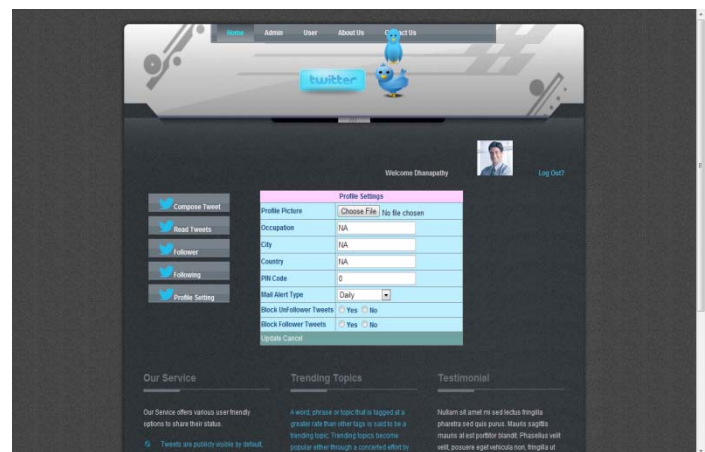 Home Admin User About Us Contact Us
twitter
Welcome Dhanapathy
Log Out?
Compose Tweet
Read Tweets
Follower
Following
Profile Setting
Profile Settings
Profile Picture Choose File No file chosen
Occupation NA
City NA
Country NA
PIN Code 0
Mail Alert Type Daily
Block UnFollower Tweets Yes No
Block Follower Tweets Yes No
Update Cancel
Our Service
Our Service offers various user friendly
options to share their status.
Tweets are publicly visible by default,
Trending Topics
A word, phrase or topic that is tagged at a
greater rate than other tags is said to be a
trending topic. Trending topics become
popular either through a concerted effort by
Testimonial
Nullam sit amet mi sed lectus fringilla
pharetra sed quis purus. Mauris sagittis
mauris at est porttitor blandit. Phasellus velit
velit, posuere eget vehicula non, fringilla ut